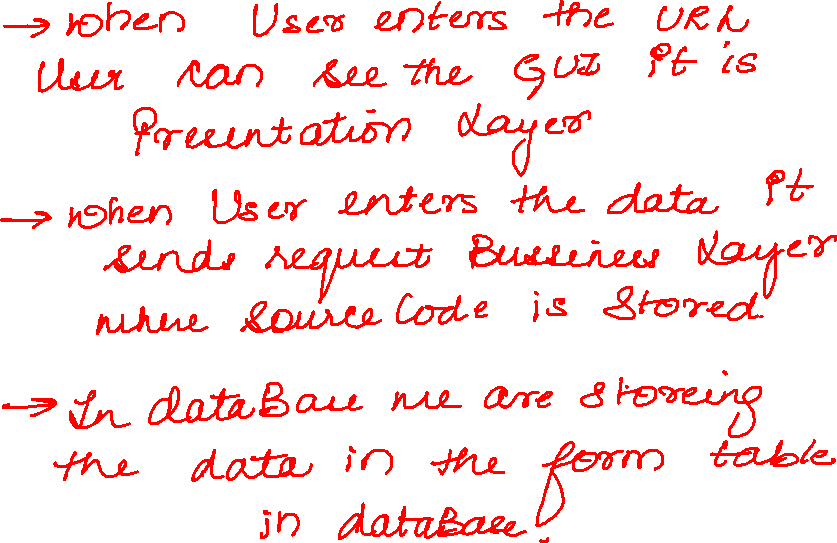 → when User enters the URL
User can see the GUI it is
Presentation Layer
→ when User enters the data it
sends request Bussiness Layer
where Source Code is Stored
→ In dataBase we are storeing
the data in the form table
in dataBase.